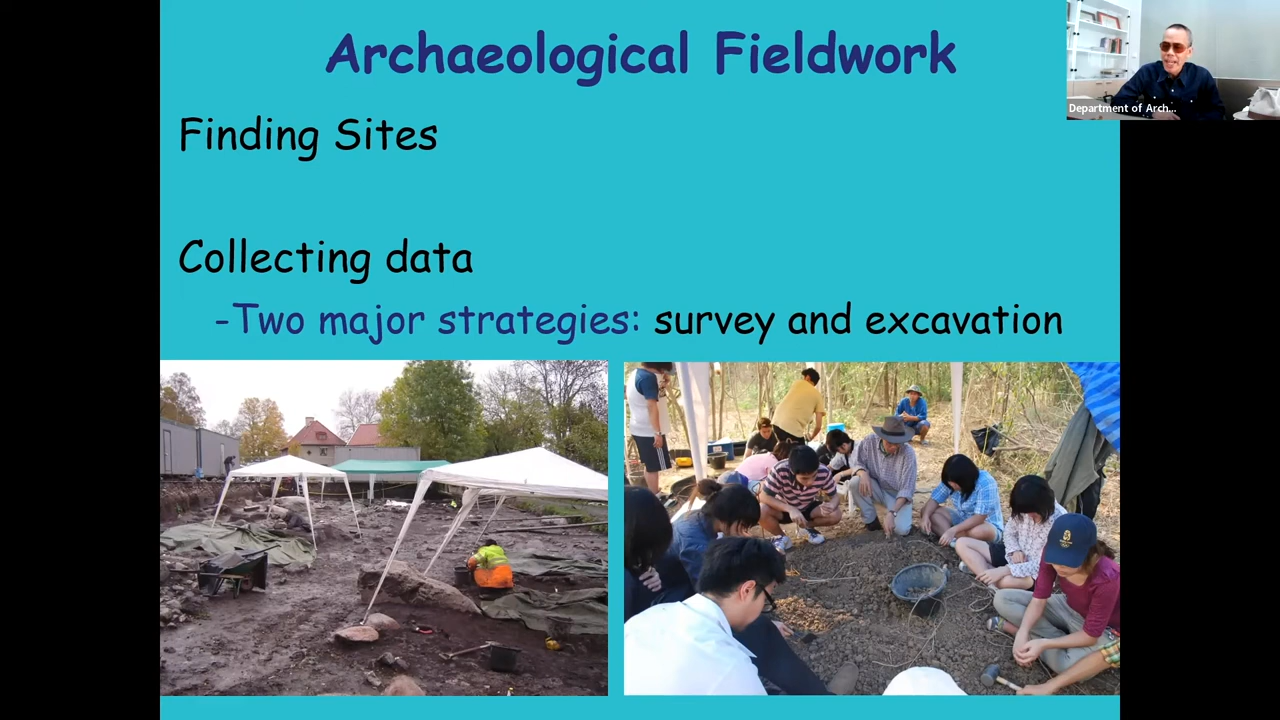 Archaeological Fieldwork
Department of Arch...
Finding Sites
Collecting data
-Two major strategies: survey and excavation